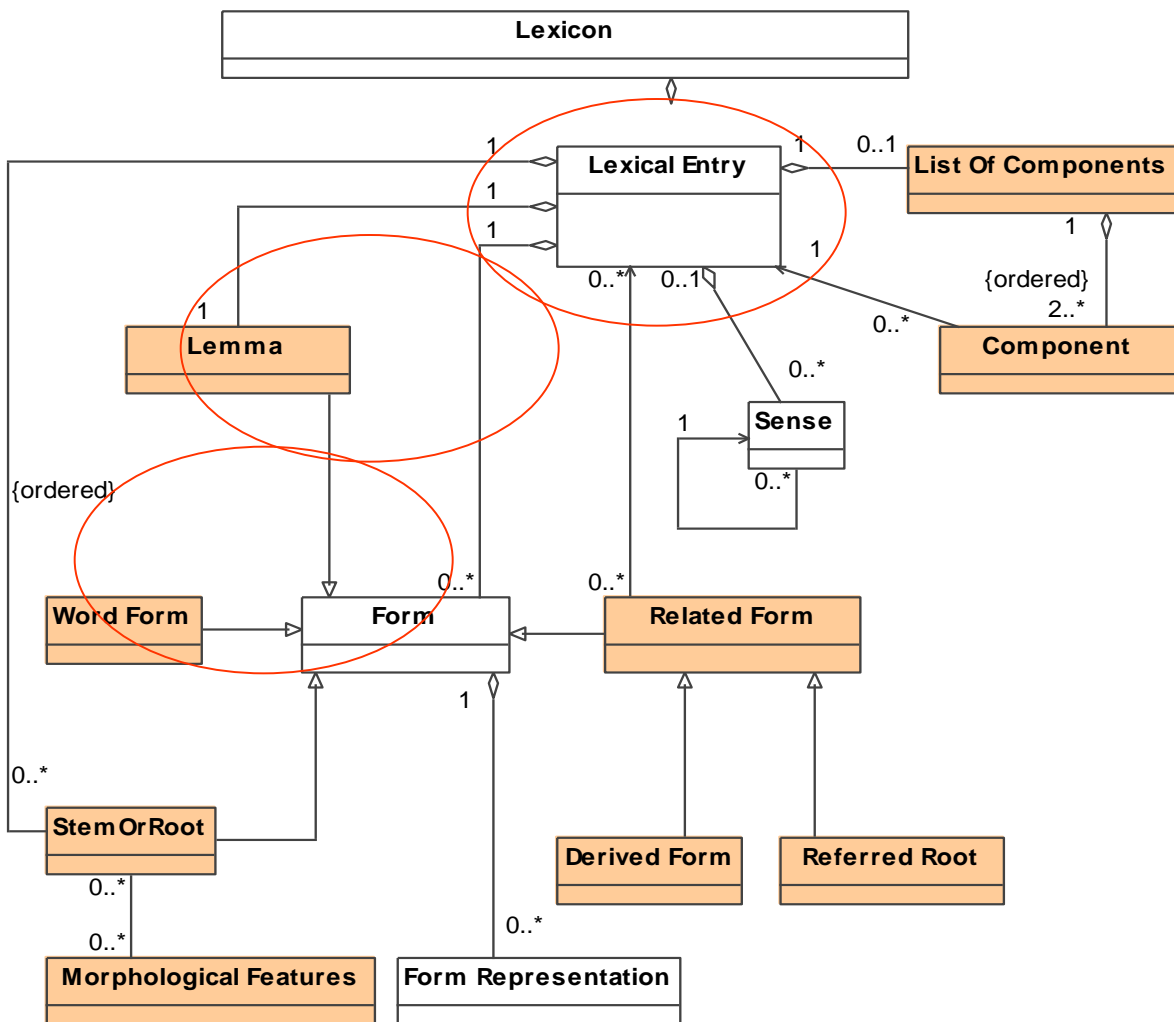 Lexicon
1
1
0..1
Lexical Entry
List Of Components
1
1
1
1
0..*
0..1
{ordered}
1
0..*
2..*
Lemma
Component
0..*
1
Sense
0..*
{ordered}
0..*
0..*
Word Form
Form
Related Form
1
0..*
StemOrRoot
Derived Form
Referred Root
0..*
0..*
0..*
Morphological Features
Form Representation